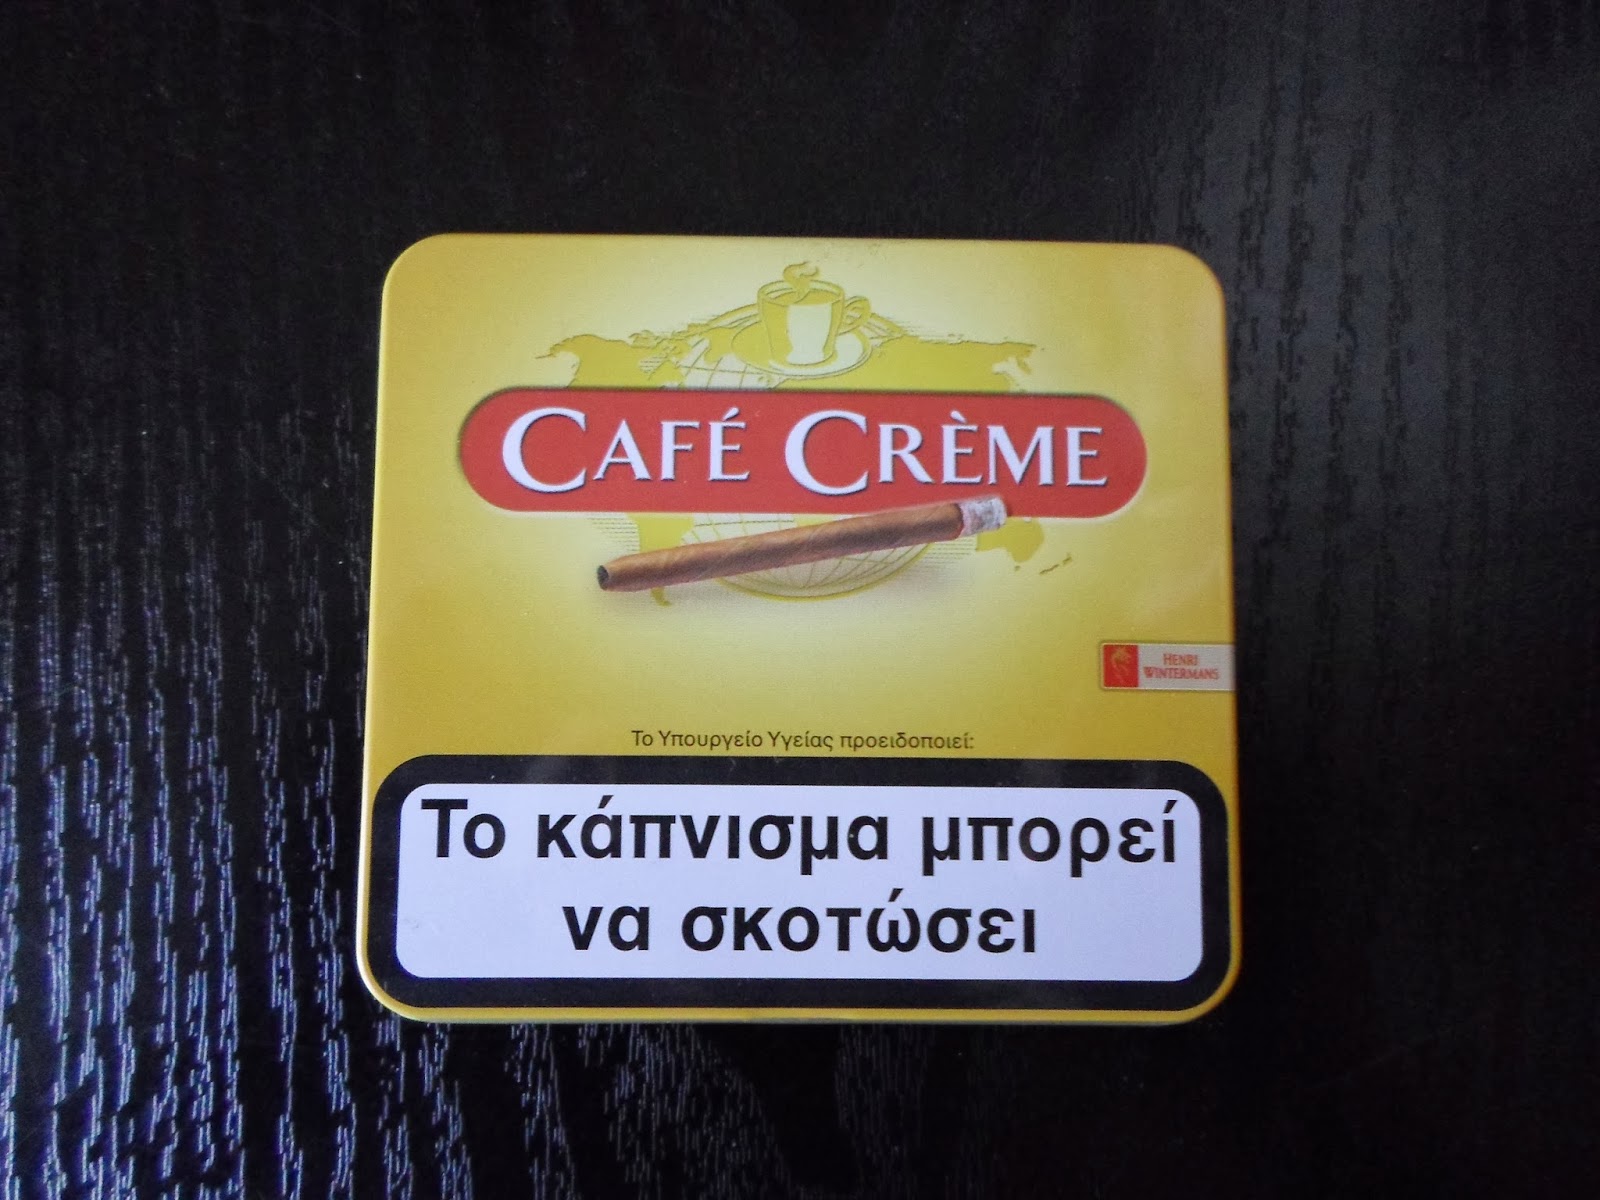 CAFÉ CRÈME
HENRI
WINTERMANS
Το Υπουργείο Υγείας προειδοποιεί:
Το κάπνισμα μπορεί
να σκοτώσει